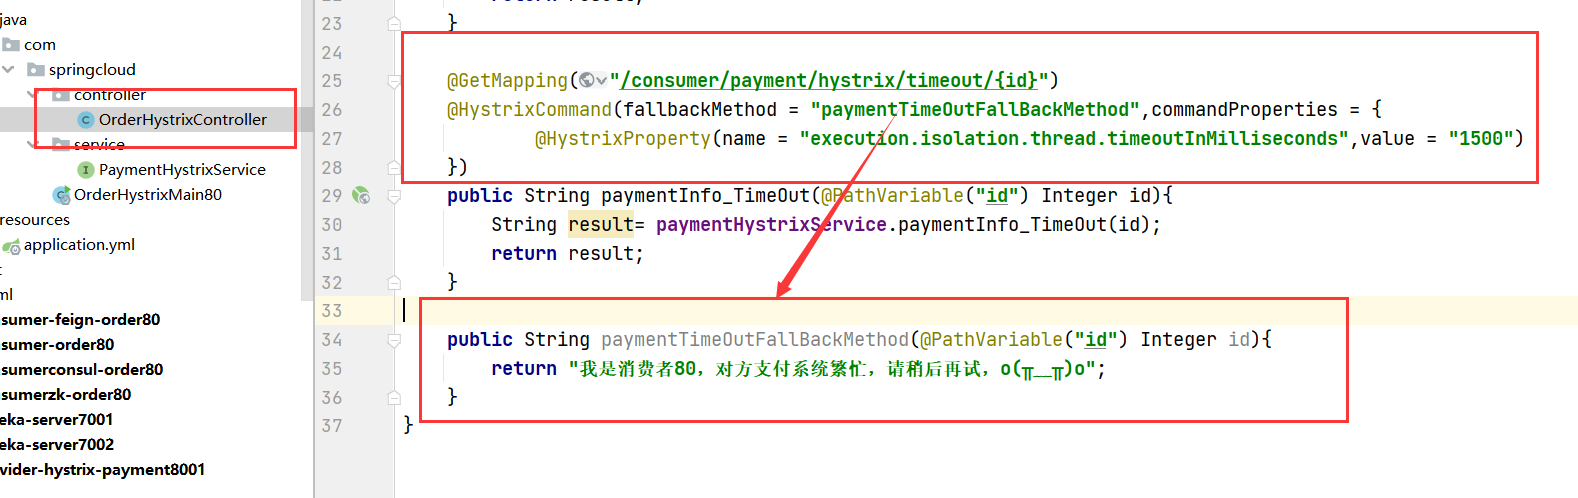 java
com
springcloud
controller
OrderHystrixController
service
PaymentHystrixService
OrderHystrixMain80
resources
application.yml
ml
nsumer-feign-order80
nsumer-order80
nsumerconsul-order80
nsumerzk-order80
eka-server7001
eka-server7002
vider-hystrix-payment8001
23 }
24
25 @GetMapping("/consumer/payment/hystrix/timeout/{id}")
26 @HystrixCommand(fallbackMethod = "paymentTimeOutFallBackMethod",commandProperties = {
27 @HystrixProperty(name = "execution.isolation.thread.timeoutInMilliseconds",value = "1500")
28 })
29 public String paymentInfo_TimeOut(@PathVariable("id") Integer id){
30 String result= paymentHystrixService.paymentInfo_TimeOut(id);
31 return result;
32 }
33
34 public String paymentTimeOutFallBackMethod(@PathVariable("id") Integer id){
35 return "我是消费者80，对方支付系统繁忙，请稍后再试，o(╥﹏╥)o";
36 }
37 }